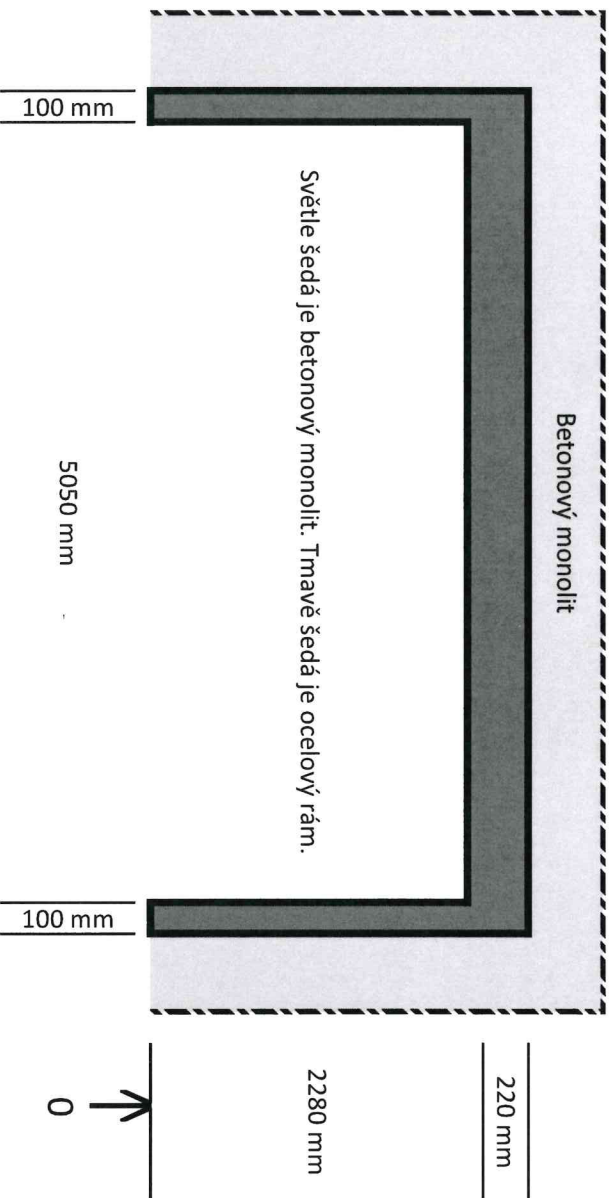 Betonový monolit
220 mm
Světle šedá je betonový monolit. Tmavě šedá je ocelový rám.
2280 mm
0
100 mm
5050 mm
100 mm